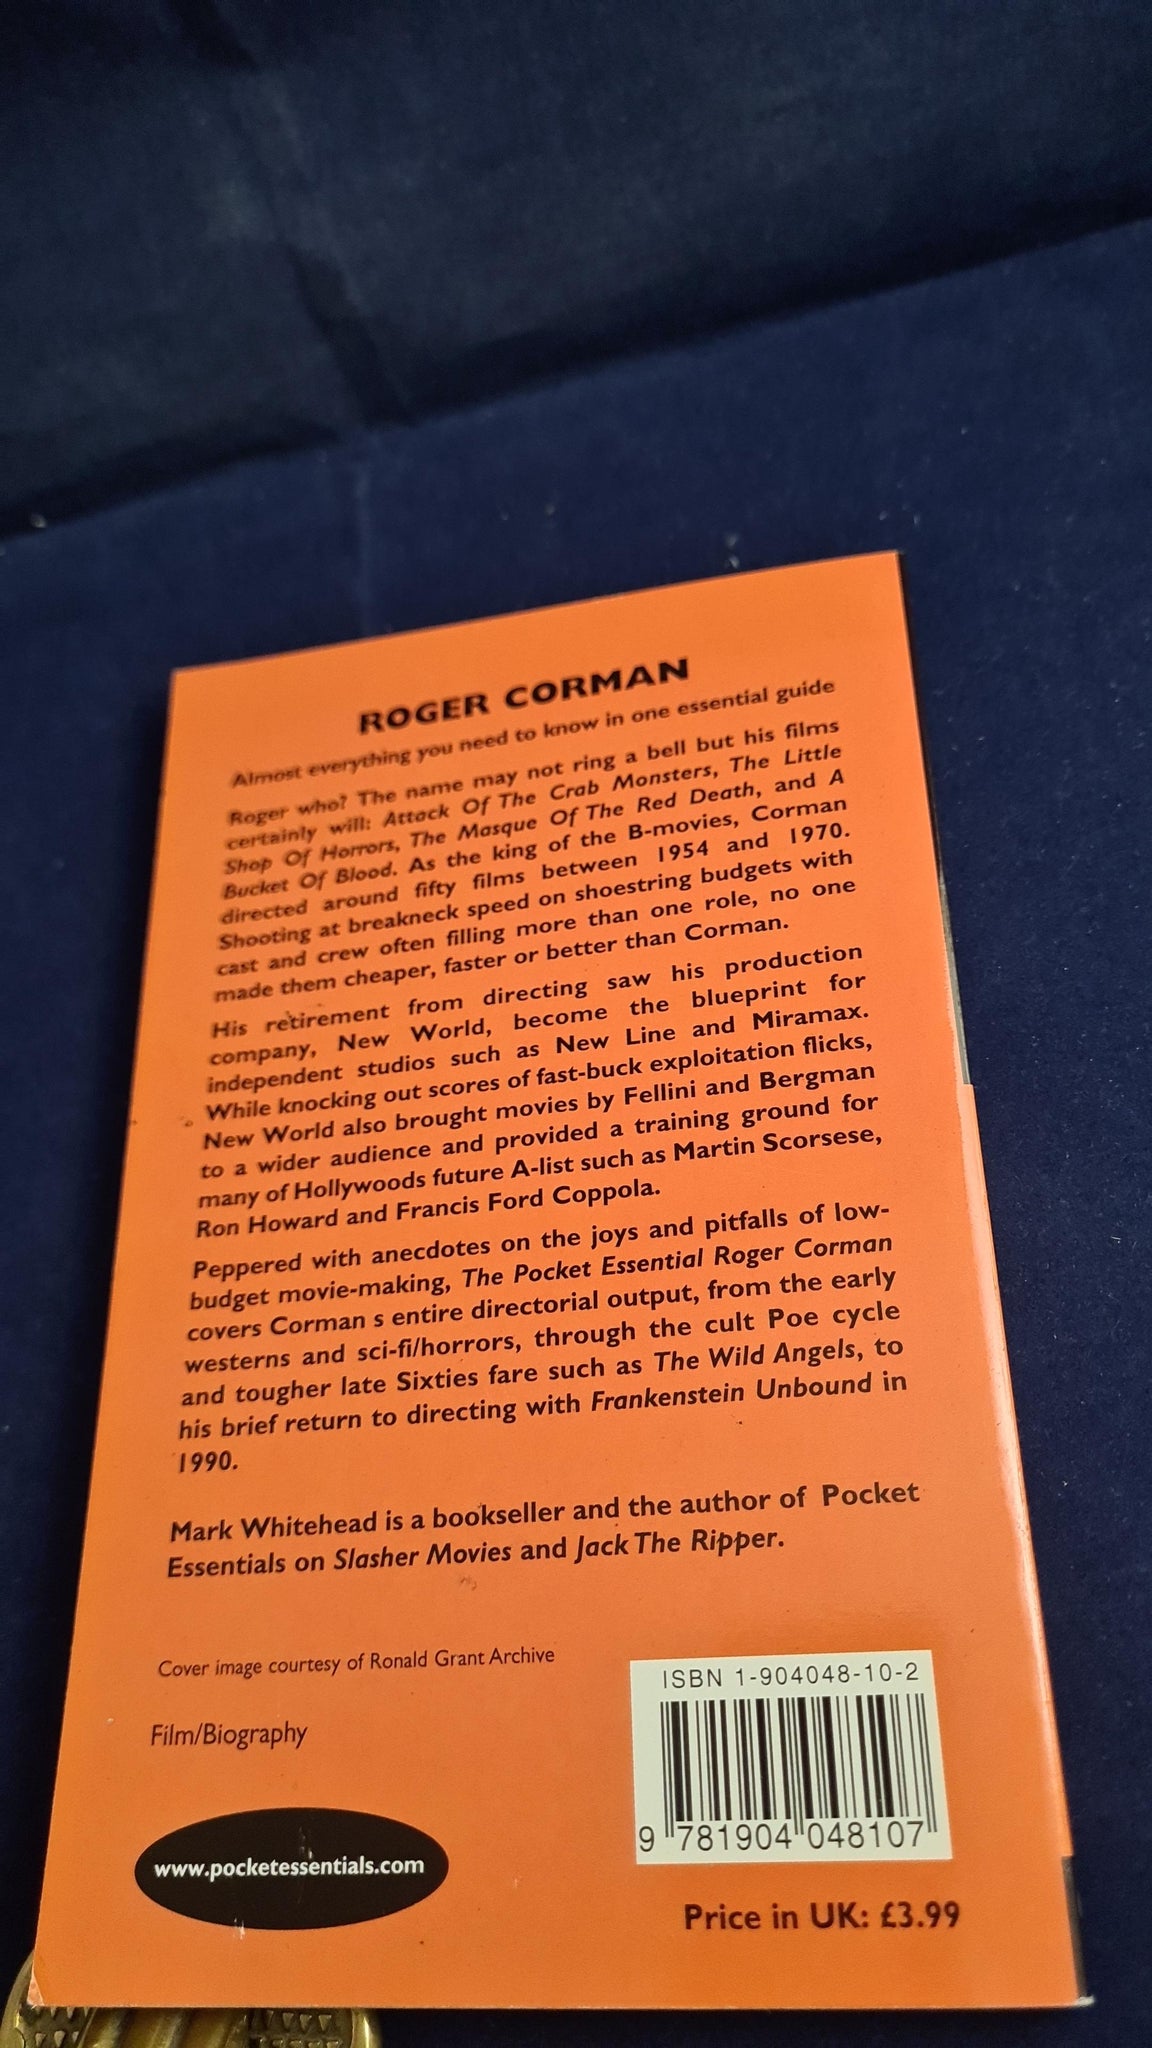 ROGER CORMAN
Almost everything you need to know in one essential guide
Roger who? The name may not ring a bell but his films
certainly will: Attack Of The Crab Monsters, The Little
Shop Of Horrors, The Masque Of The Red Death, and A
Bucket Of Blood. As the king of the B-movies, Corman
directed around fifty films between 1954 and 1970.
Shooting at breakneck speed on shoestring budgets with
cast and crew often filling more than one role, no one
made them cheaper, faster or better than Corman.
His retirement from directing saw his production
company, New World, become the blueprint for
independent studios such as New Line and Miramax.
While knocking out scores of fast-buck exploitation flicks,
New World also brought movies by Fellini and Bergman
to a wider audience and provided a training ground for
many of Hollywoods future A-list such as Martin Scorsese,
Ron Howard and Francis Ford Coppola.
Peppered with anecdotes on the joys and pitfalls of low-
budget movie-making, The Pocket Essential Roger Corman
covers Corman s entire directorial output, from the early
westerns and sci-fi/horrors, through the cult Poe cycle
and tougher late Sixties fare such as The Wild Angels, to
his brief return to directing with Frankenstein Unbound in
1990.
Mark Whitehead is a bookseller and the author of Pocket
Essentials on Slasher Movies and Jack The Ripper.
Cover image courtesy of Ronald Grant Archive
Film/Biography
ISBN 1-904048-10-2
9 781904 048107
www.pocketessentials.com
Price in UK: £3.99